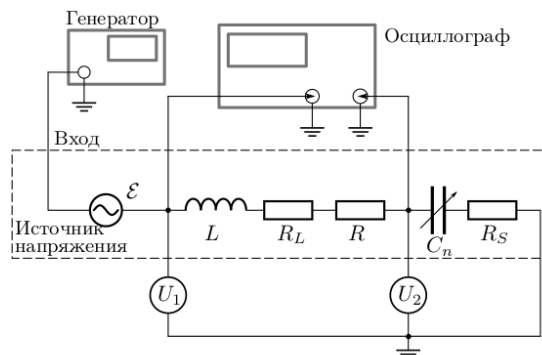 Генератор
Осциллограф
Вход
ℰ
Источник
напряжения
L
R_L
R
C_n
R_S
U_1
U_2